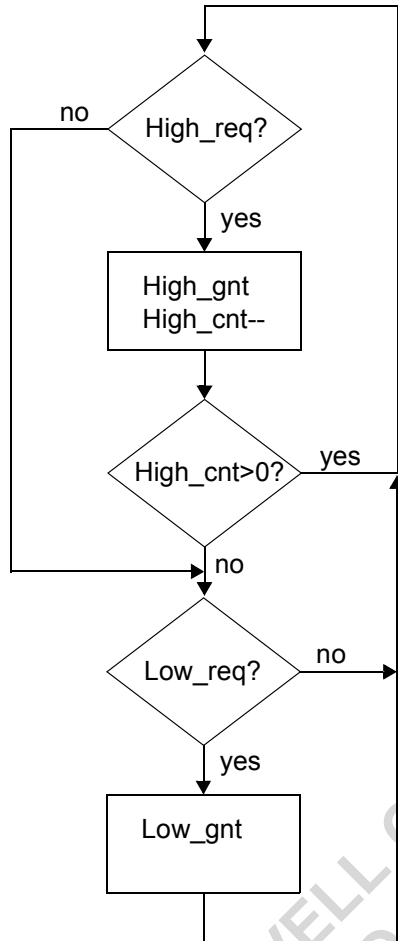 High_req?
no
yes
High_gnt
High_cnt--
High_cnt>0?
yes
no
Low_req?
no
yes
Low_gnt